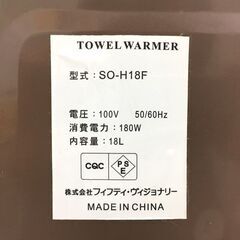 TOWEL WARMER
型式：SO-H18F
電圧：100V 50/60Hz
消費電力：180W
内容量：18L
CQC PSE
株式会社フィフティ・ヴィジョナリー
MADE IN CHINA